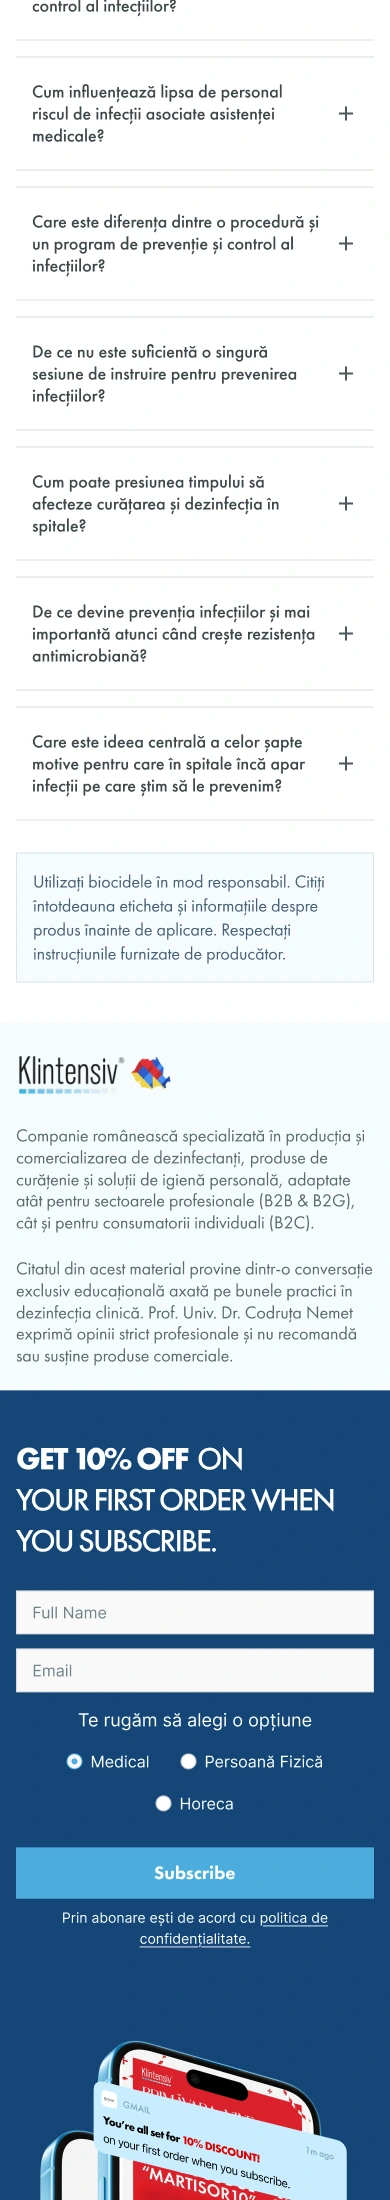 control al infecțiilor?
Cum influențează lipsa de personal
riscul de infecții asociate asistenței
medicale?
Care este diferența dintre o procedură și
un program de prevenție și control al
infecțiilor?
De ce nu este suficientă o singură
sesiune de instruire pentru prevenirea
infecțiilor?
Cum poate presiunea timpului să
afecteze curățarea și dezinfecția în
spitale?
De ce devine prevenția infecțiilor și mai
importantă atunci când crește rezistența
antimicrobiană?
Care este ideea centrală a celor șapte
motive pentru care în spitale încă apar
infecții pe care știm să le prevenim?
Utilizați biocidele în mod responsabil. Citiți
întotdeauna eticheta și informațiile despre
produs înainte de aplicare. Respectați
instrucțiunile furnizate de producător.
Klintensiv®
Companie românească specializată în producția și
comercializarea de dezinfectanți, produse de
curățenie și soluții de igienă personală, adaptate
atât pentru sectoarele profesionale (B2B & B2G),
cât și pentru consumatorii individuali (B2C).
Citatul din acest material provine dintr-o conversație
exclusiv educațională axată pe bunele practici în
dezinfecția clinică. Prof. Univ. Dr. Codruța Nemet
exprimă opinii strict profesionale și nu recomandă
sau susține produse comerciale.
GET 10% OFF ON
YOUR FIRST ORDER WHEN
YOU SUBSCRIBE.
Full Name
Email
Te rugăm să alegi o opțiune
Medical
Persoană Fizică
Horeca
Subscribe
Prin abonare ești de acord cu politica de
confidențialitate.
Klintensiv
GMAIL
1m ago
You're all set for 10% DISCOUNT!
on your first order when you subscribe.
"MARTISOR10"